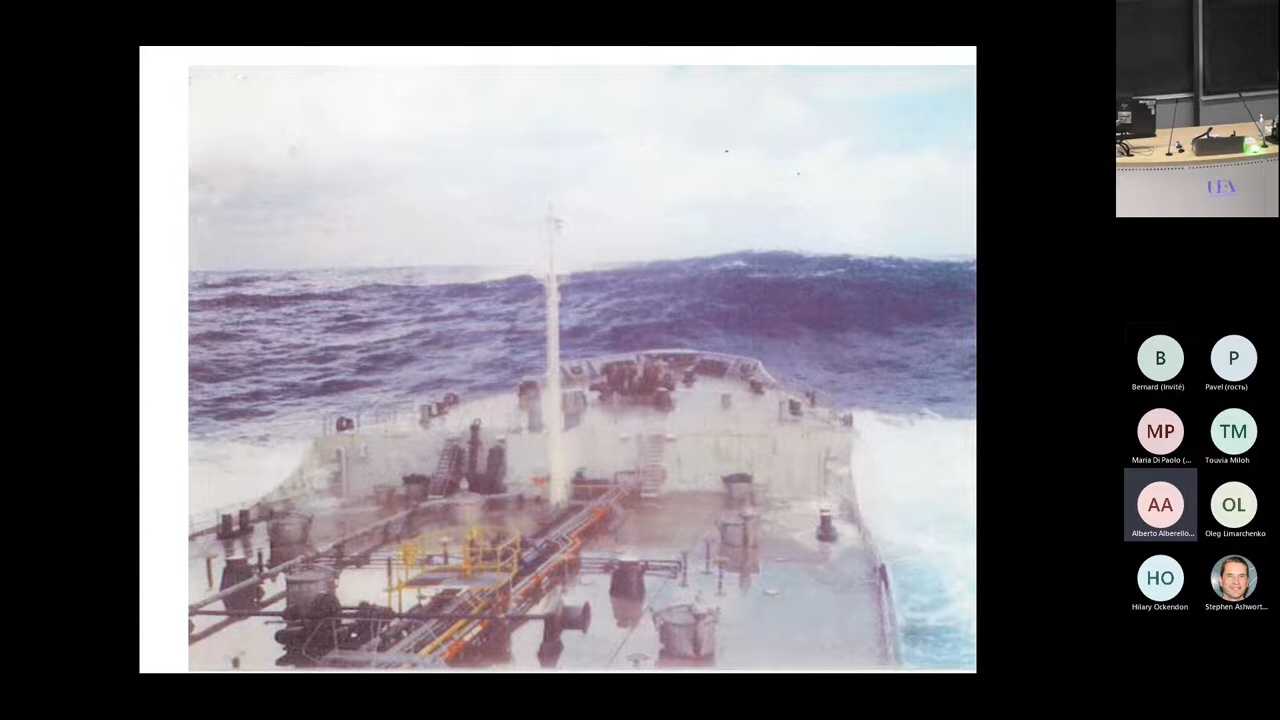 UEA
B
P
Bernard (Invité)
Pavel (гость)
MP
TM
Maria Di Paolo (...
Touvia Miloh
AA
OL
Alberto Alberello...
Oleg Limarchenko
HO
Hilary Ockendon
Stephen Ashwort...